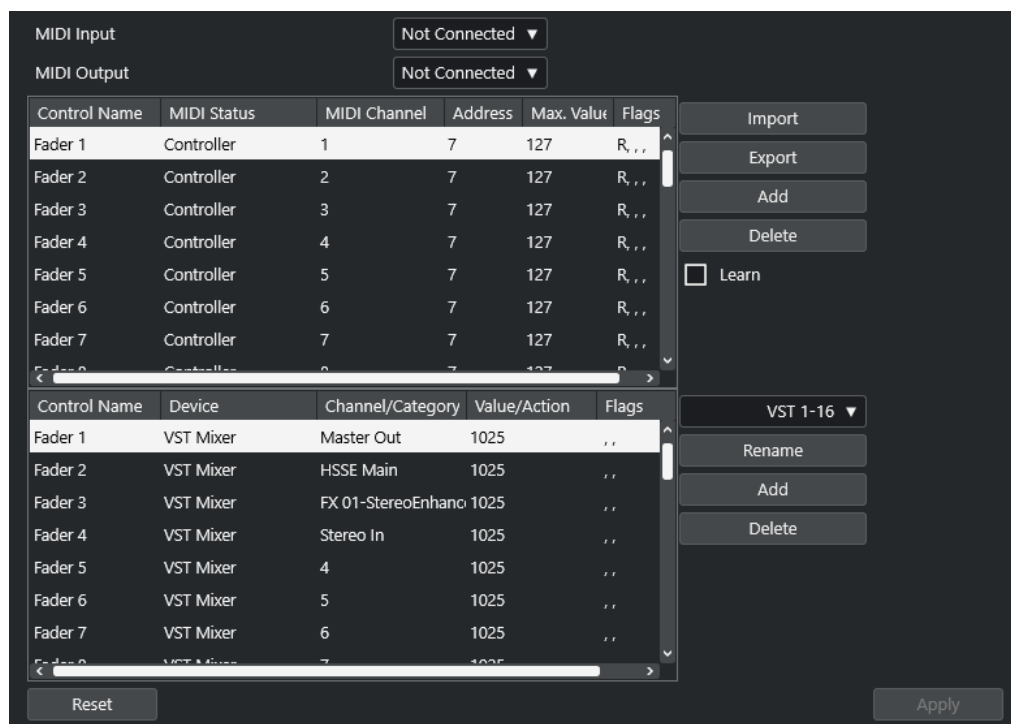 MIDI Input Not Connected ▼
MIDI Output Not Connected ▼
Control Name MIDI Status MIDI Channel Address Max. Value Flags
Import
Fader 1 Controller 1 7 127 R, , ,
Export
Fader 2 Controller 2 7 127 R, , ,
Add
Fader 3 Controller 3 7 127 R, , ,
Delete
Fader 4 Controller 4 7 127 R, , ,
Learn
Fader 5 Controller 5 7 127 R, , ,
Fader 6 Controller 6 7 127 R, , ,
Fader 7 Controller 7 7 127 R, , ,
Control Name Device Channel/Category Value/Action Flags
VST 1-16 ▼
Fader 1 VST Mixer Master Out 1025 , ,
Rename
Fader 2 VST Mixer HSSE Main 1025 , ,
Add
Fader 3 VST Mixer FX 01-StereoEnhanc 1025 , ,
Delete
Fader 4 VST Mixer Stereo In 1025 , ,
Fader 5 VST Mixer 4 1025 , ,
Fader 6 VST Mixer 5 1025 , ,
Fader 7 VST Mixer 6 1025 , ,
Reset Apply